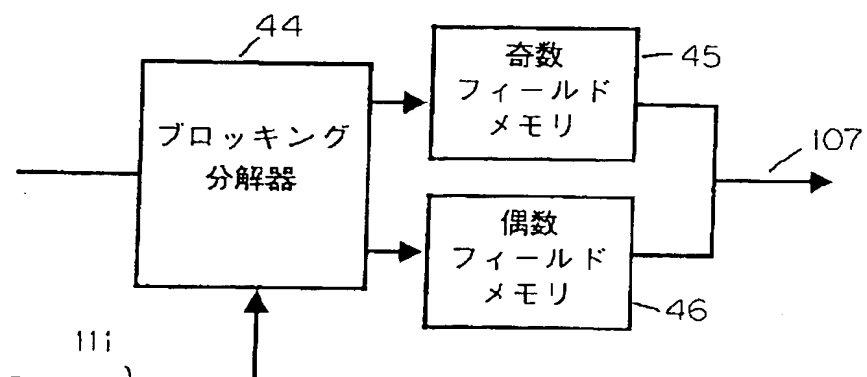 44
ブロッキング
分解器
奇数
フィールド
メモリ
45
107
偶数
フィールド
メモリ
46
11i